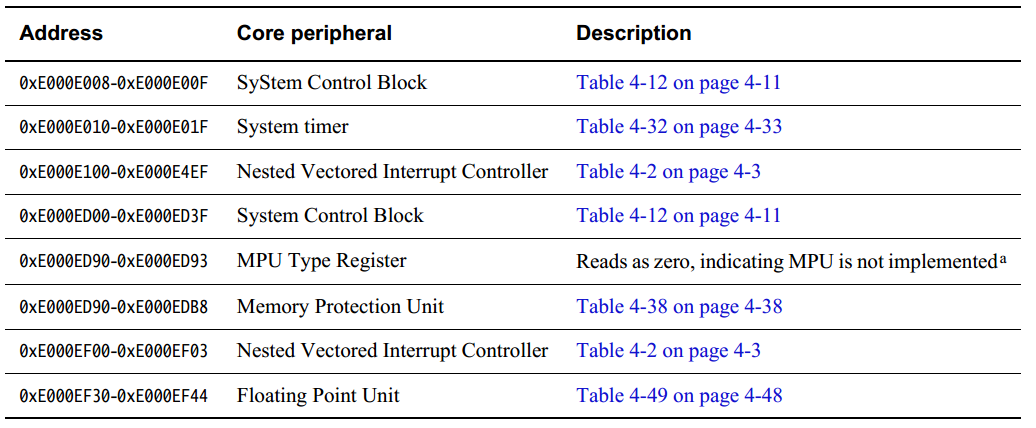 Address Core peripheral Description
0xE000E008-0xE000E00F SyStem Control Block Table 4-12 on page 4-11
0xE000E010-0xE000E01F System timer Table 4-32 on page 4-33
0xE000E100-0xE000E4EF Nested Vectored Interrupt Controller Table 4-2 on page 4-3
0xE000ED00-0xE000ED3F System Control Block Table 4-12 on page 4-11
0xE000ED90-0xE000ED93 MPU Type Register Reads as zero, indicating MPU is not implemented a
0xE000ED90-0xE000EDB8 Memory Protection Unit Table 4-38 on page 4-38
0xE000EF00-0xE000EF03 Nested Vectored Interrupt Controller Table 4-2 on page 4-3
0xE000EF30-0xE000EF44 Floating Point Unit Table 4-49 on page 4-48